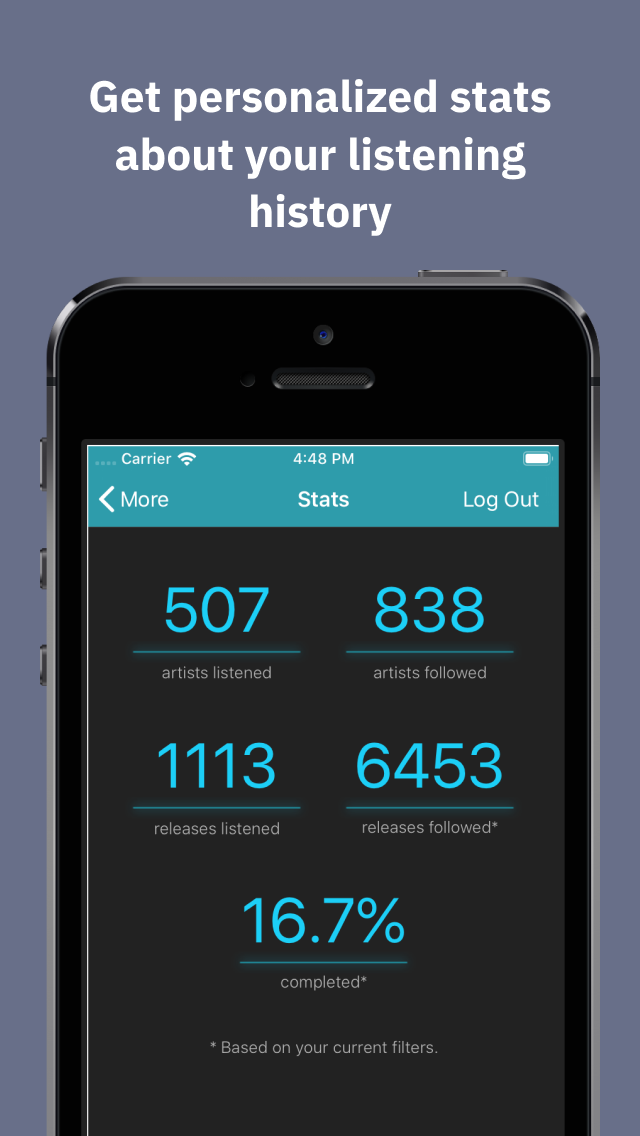 Get personalized stats
about your listening
history
Carrier 4:48 PM
More Stats Log Out
507 838
artists listened artists followed
1113 6453
releases listened releases followed*
16.7%
completed*
* Based on your current filters.